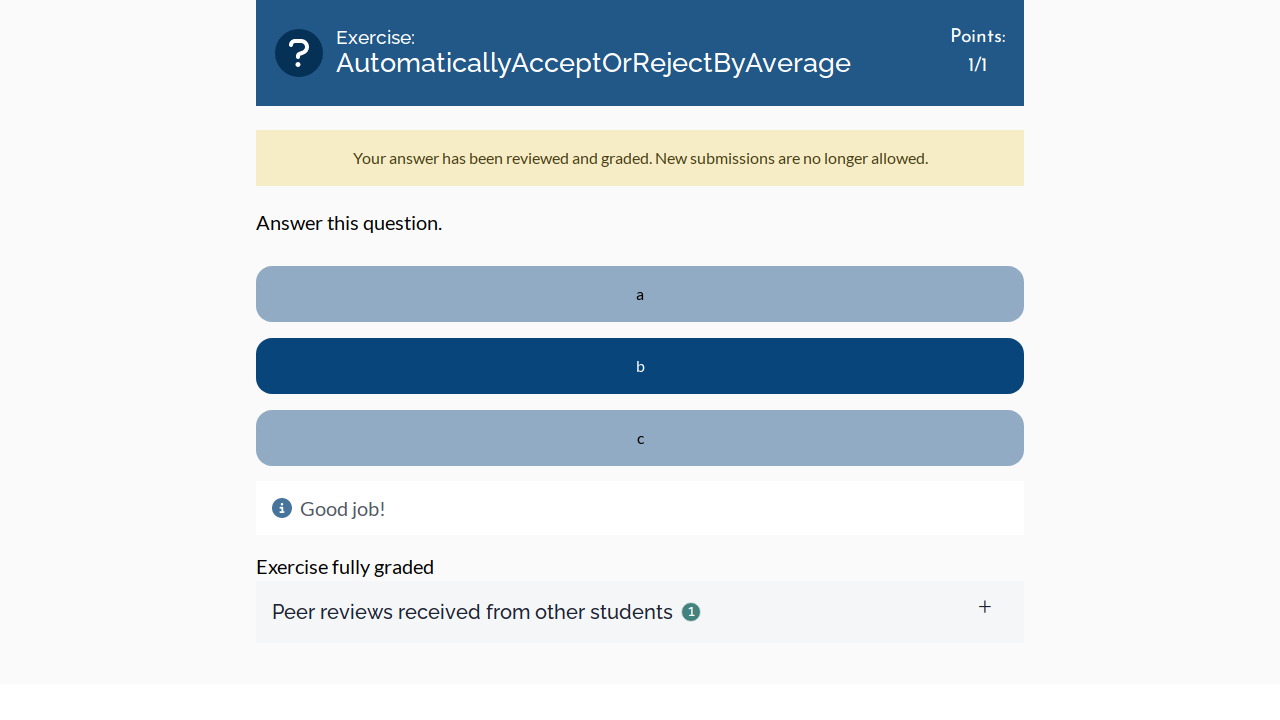 Exercise:
AutomaticallyAcceptOrRejectByAverage
Points:
1/1
Your answer has been reviewed and graded. New submissions are no longer allowed.
Answer this question.
a
b
c
Good job!
Exercise fully graded
Peer reviews received from other students 1